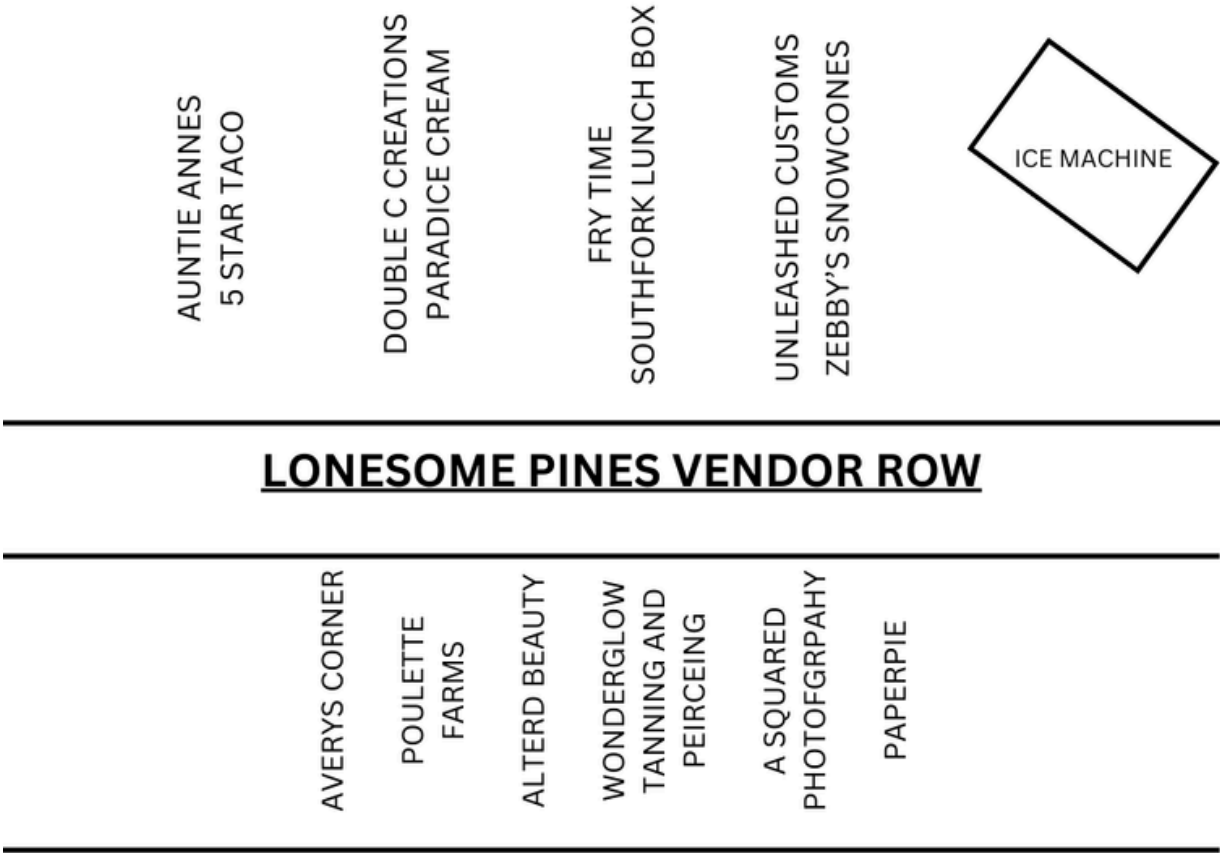 AUNTIE ANNES
5 STAR TACO
DOUBLE C CREATIONS
PARADICE CREAM
FRY TIME
SOUTHFORK LUNCH BOX
UNLEASHED CUSTOMS
ZEBBY'S SNOWCONES
ICE MACHINE
LONESOME PINES VENDOR ROW
AVERYS CORNER
POULETTE
FARMS
ALTERD BEAUTY
WONDERGLOW
TANNING AND
PEIRCEING
A SQUARED
PHOTOFGRPAHY
PAPERPIE